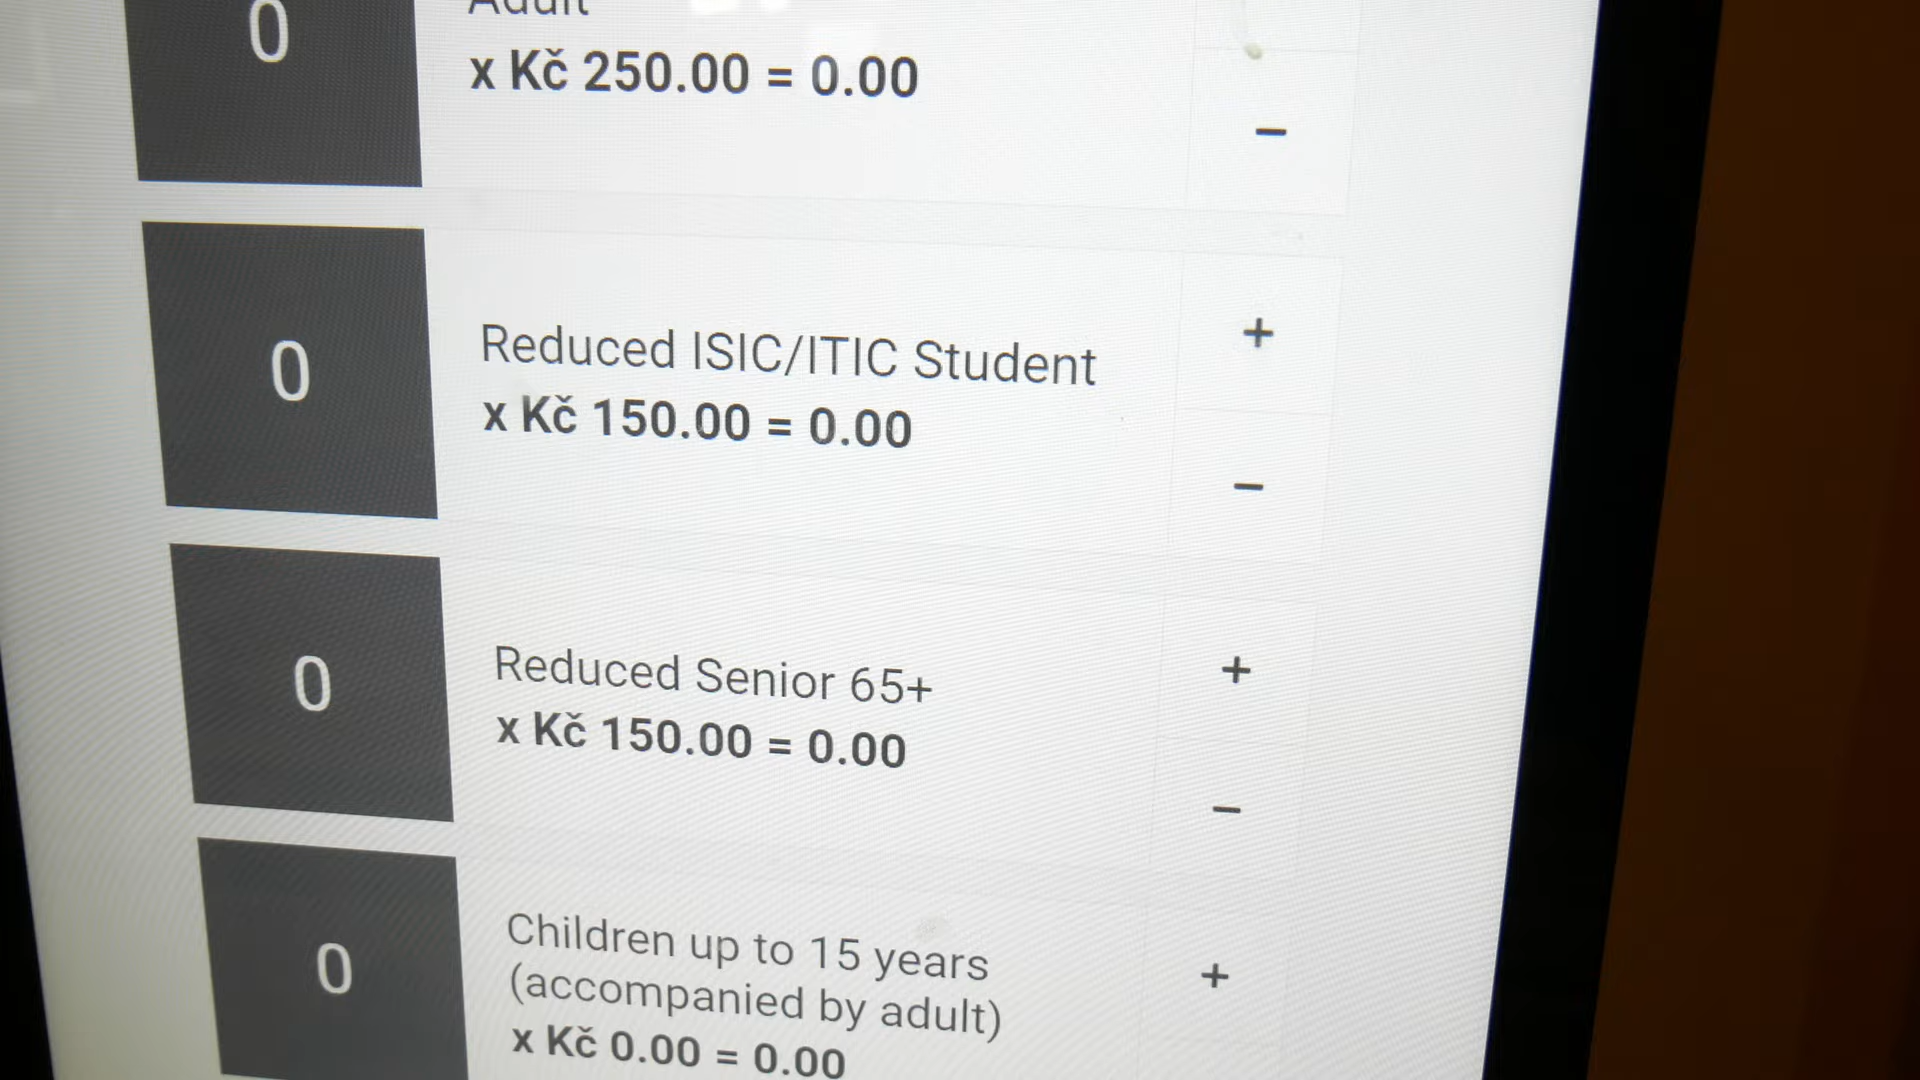 0
Adult
x Kč 250.00 = 0.00
−
0
Reduced ISIC/ITIC Student
x Kč 150.00 = 0.00
+
−
0
Reduced Senior 65+
x Kč 150.00 = 0.00
+
−
0
Children up to 15 years
(accompanied by adult)
x Kč 0.00 = 0.00
+